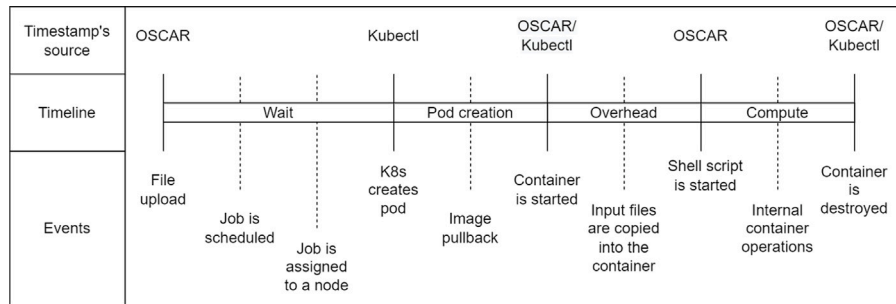 Timestamp's
source
OSCAR
Kubectl
OSCAR/
Kubectl
OSCAR
OSCAR/
Kubectl
Timeline
Wait
Pod creation
Overhead
Compute
Events
File
upload
Job is
scheduled
Job is
assigned
to a node
K8s
creates
pod
Image
pullback
Container
is started
Input files
are copied
into the
container
Shell script
is started
Internal
container
operations
Container
is
destroyed